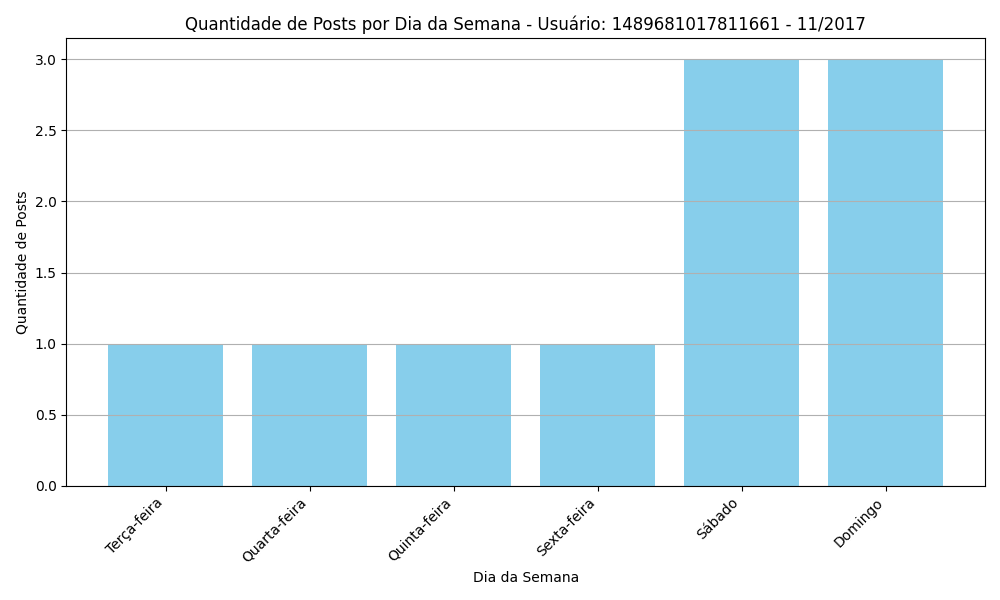 Quantidade de Posts por Dia da Semana - Usuário: 1489681017811661 - 11/2017
Quantidade de Posts
3.0
2.5
2.0
1.5
1.0
0.5
0.0
Terça-feira
Quarta-feira
Quinta-feira
Sexta-feira
Sábado
Domingo
Dia da Semana